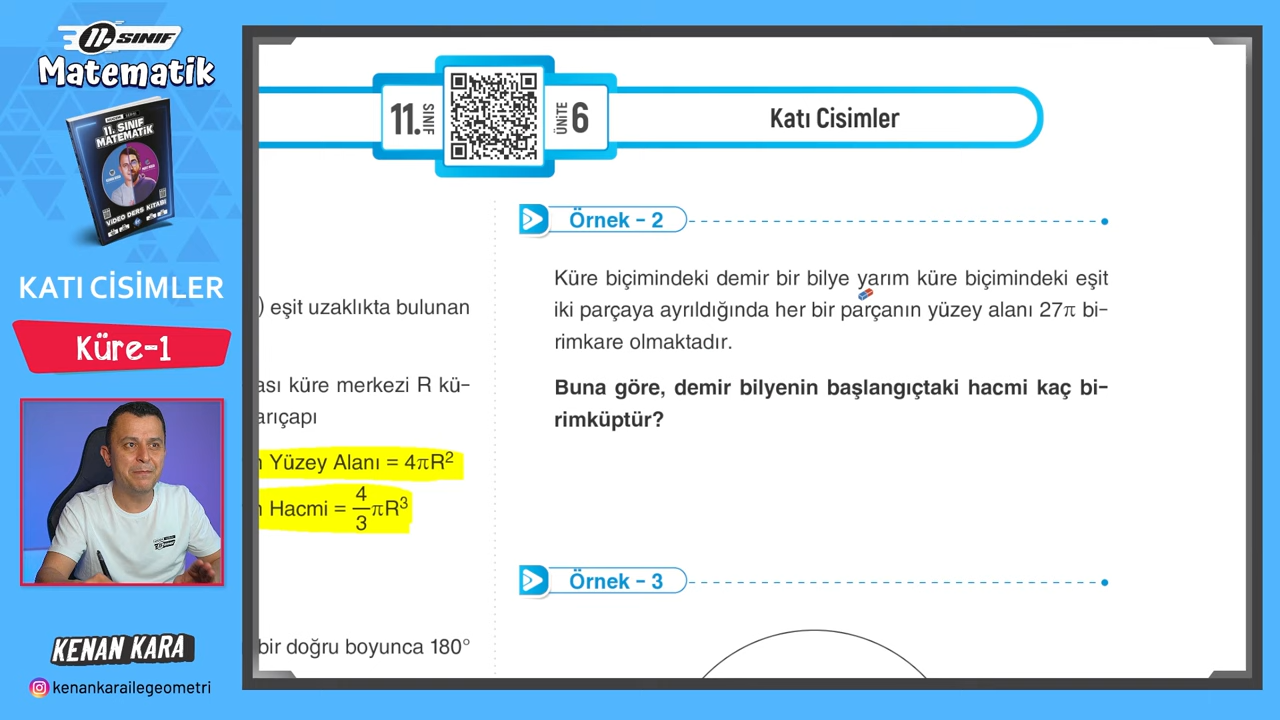 11. SINIF
Matematik
11. SINIF
MATEMATİK
VİDEO DERS KİTABI
KATI CİSİMLER
Küre-1
KENAN KARA
kenankarailegeometri
11. SINIF
ÜNİTE 6
Katı Cisimler
) eşit uzaklıkta bulunan
ası küre merkezi R kü-
arıçapı
n Yüzey Alanı = 4πR²
n Hacmi = 4/3 πR³
bir doğru boyunca 180°
Örnek - 2
Küre biçimindeki demir bir bilye yarım küre biçimindeki eşit
iki parçaya ayrıldığında her bir parçanın yüzey alanı 27π bi-
rimkare olmaktadır.
Buna göre, demir bilyenin başlangıçtaki hacmi kaç bi-
rimküptür?
Örnek - 3